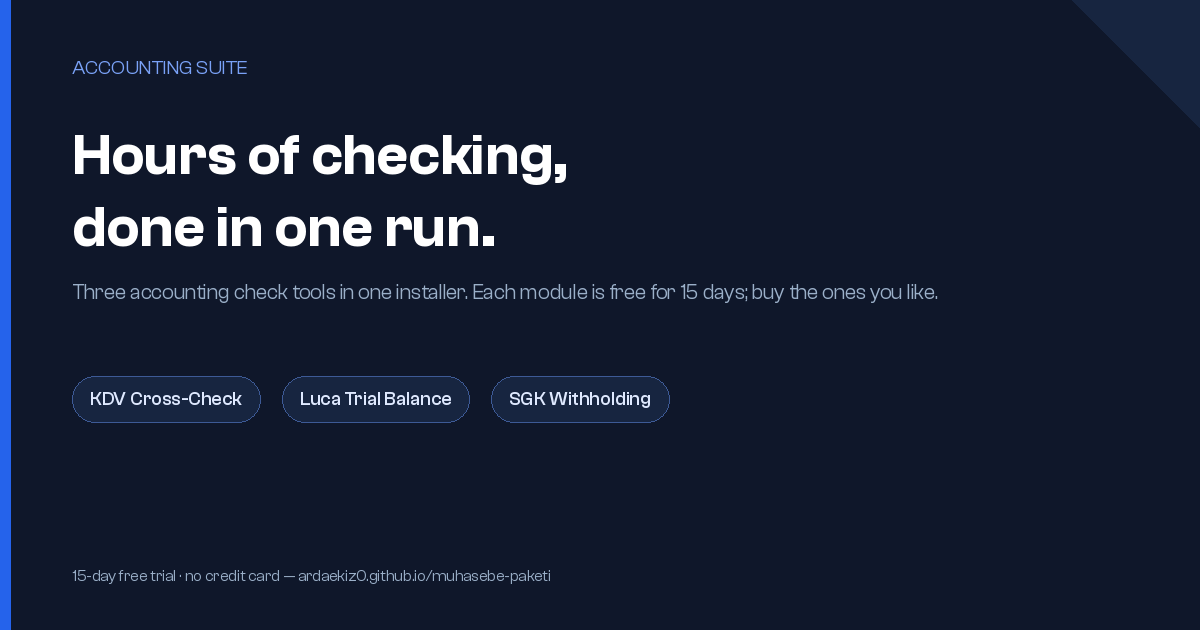 ACCOUNTING SUITE
Hours of checking,
done in one run.
Three accounting check tools in one installer. Each module is free for 15 days; buy the ones you like.
KDV Cross-Check
Luca Trial Balance
SGK Withholding
15-day free trial · no credit card — ardaekiz0.github.io/muhasebe-paketi